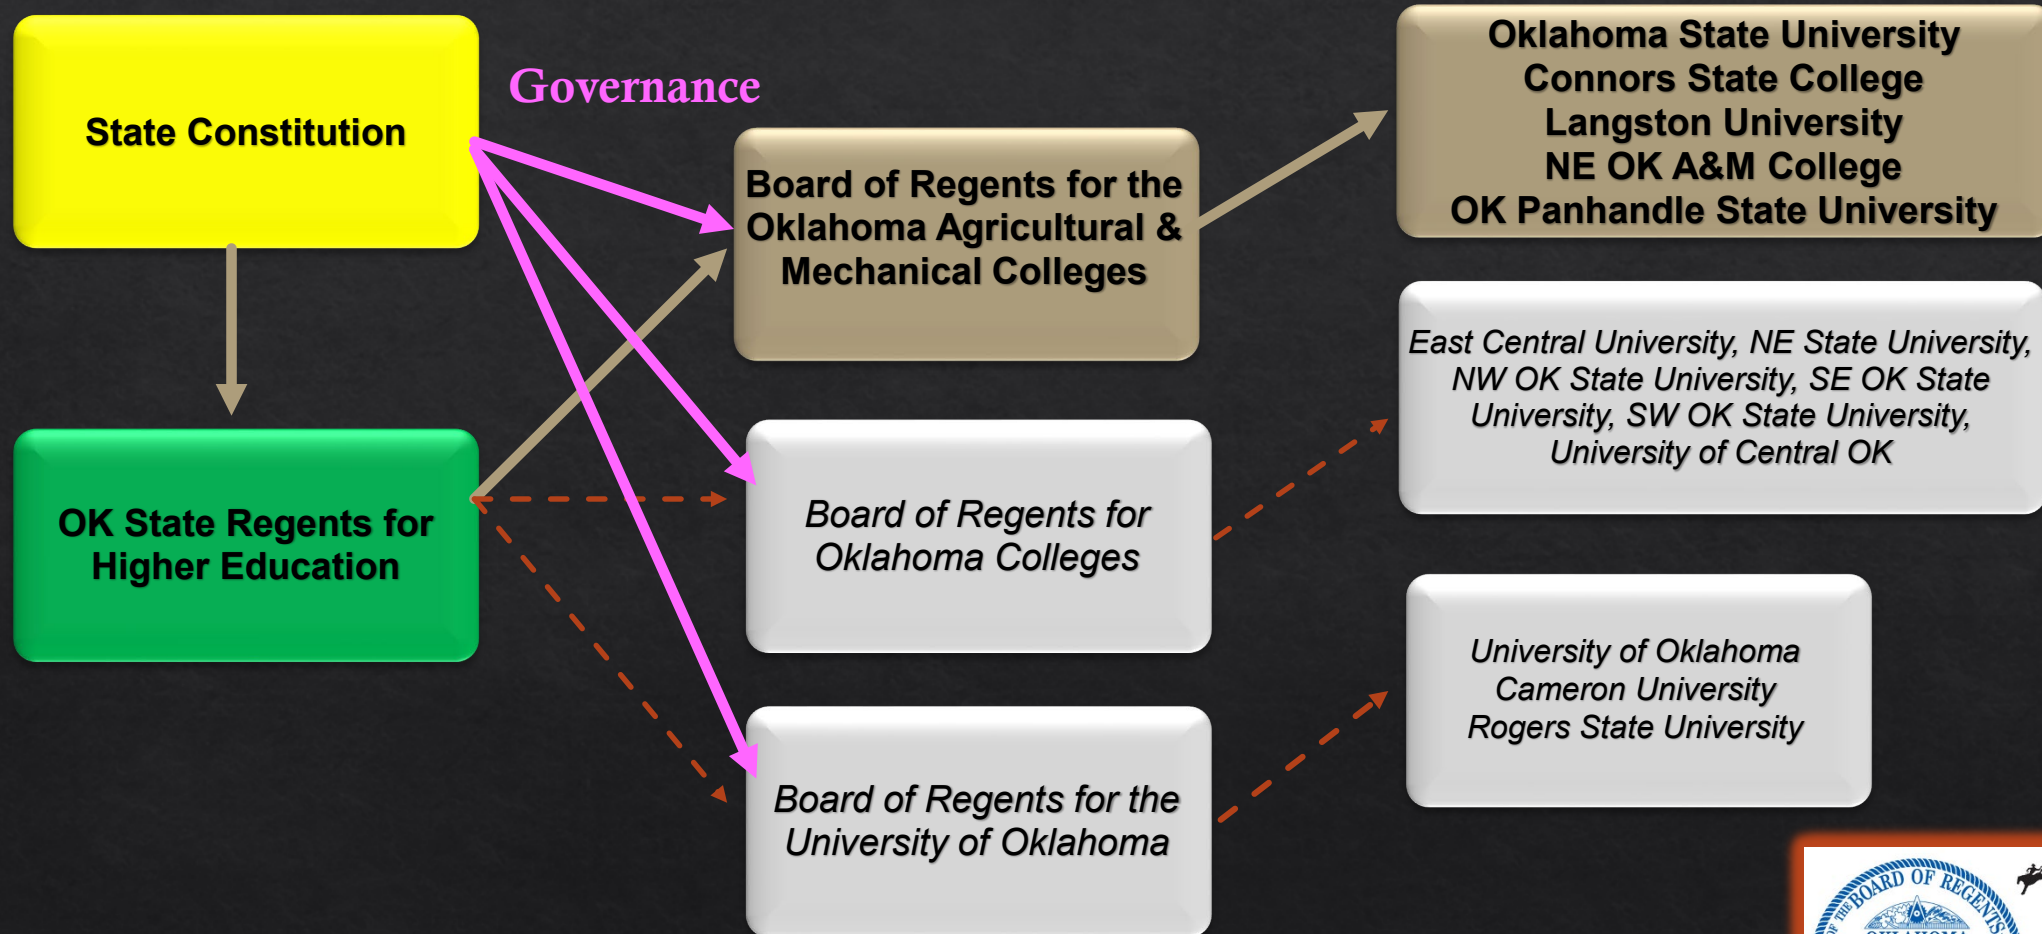 State Constitution
Governance
Board of Regents for the
Oklahoma Agricultural &
Mechanical Colleges
Oklahoma State University
Connors State College
Langston University
NE OK A&M College
OK Panhandle State University
East Central University, NE State University,
NW OK State University, SE OK State
University, SW OK State University,
University of Central OK
OK State Regents for
Higher Education
Board of Regents for
Oklahoma Colleges
University of Oklahoma
Cameron University
Rogers State University
Board of Regents for the
University of Oklahoma
OF THE BOARD OF REGENTS
OKLAHOMA